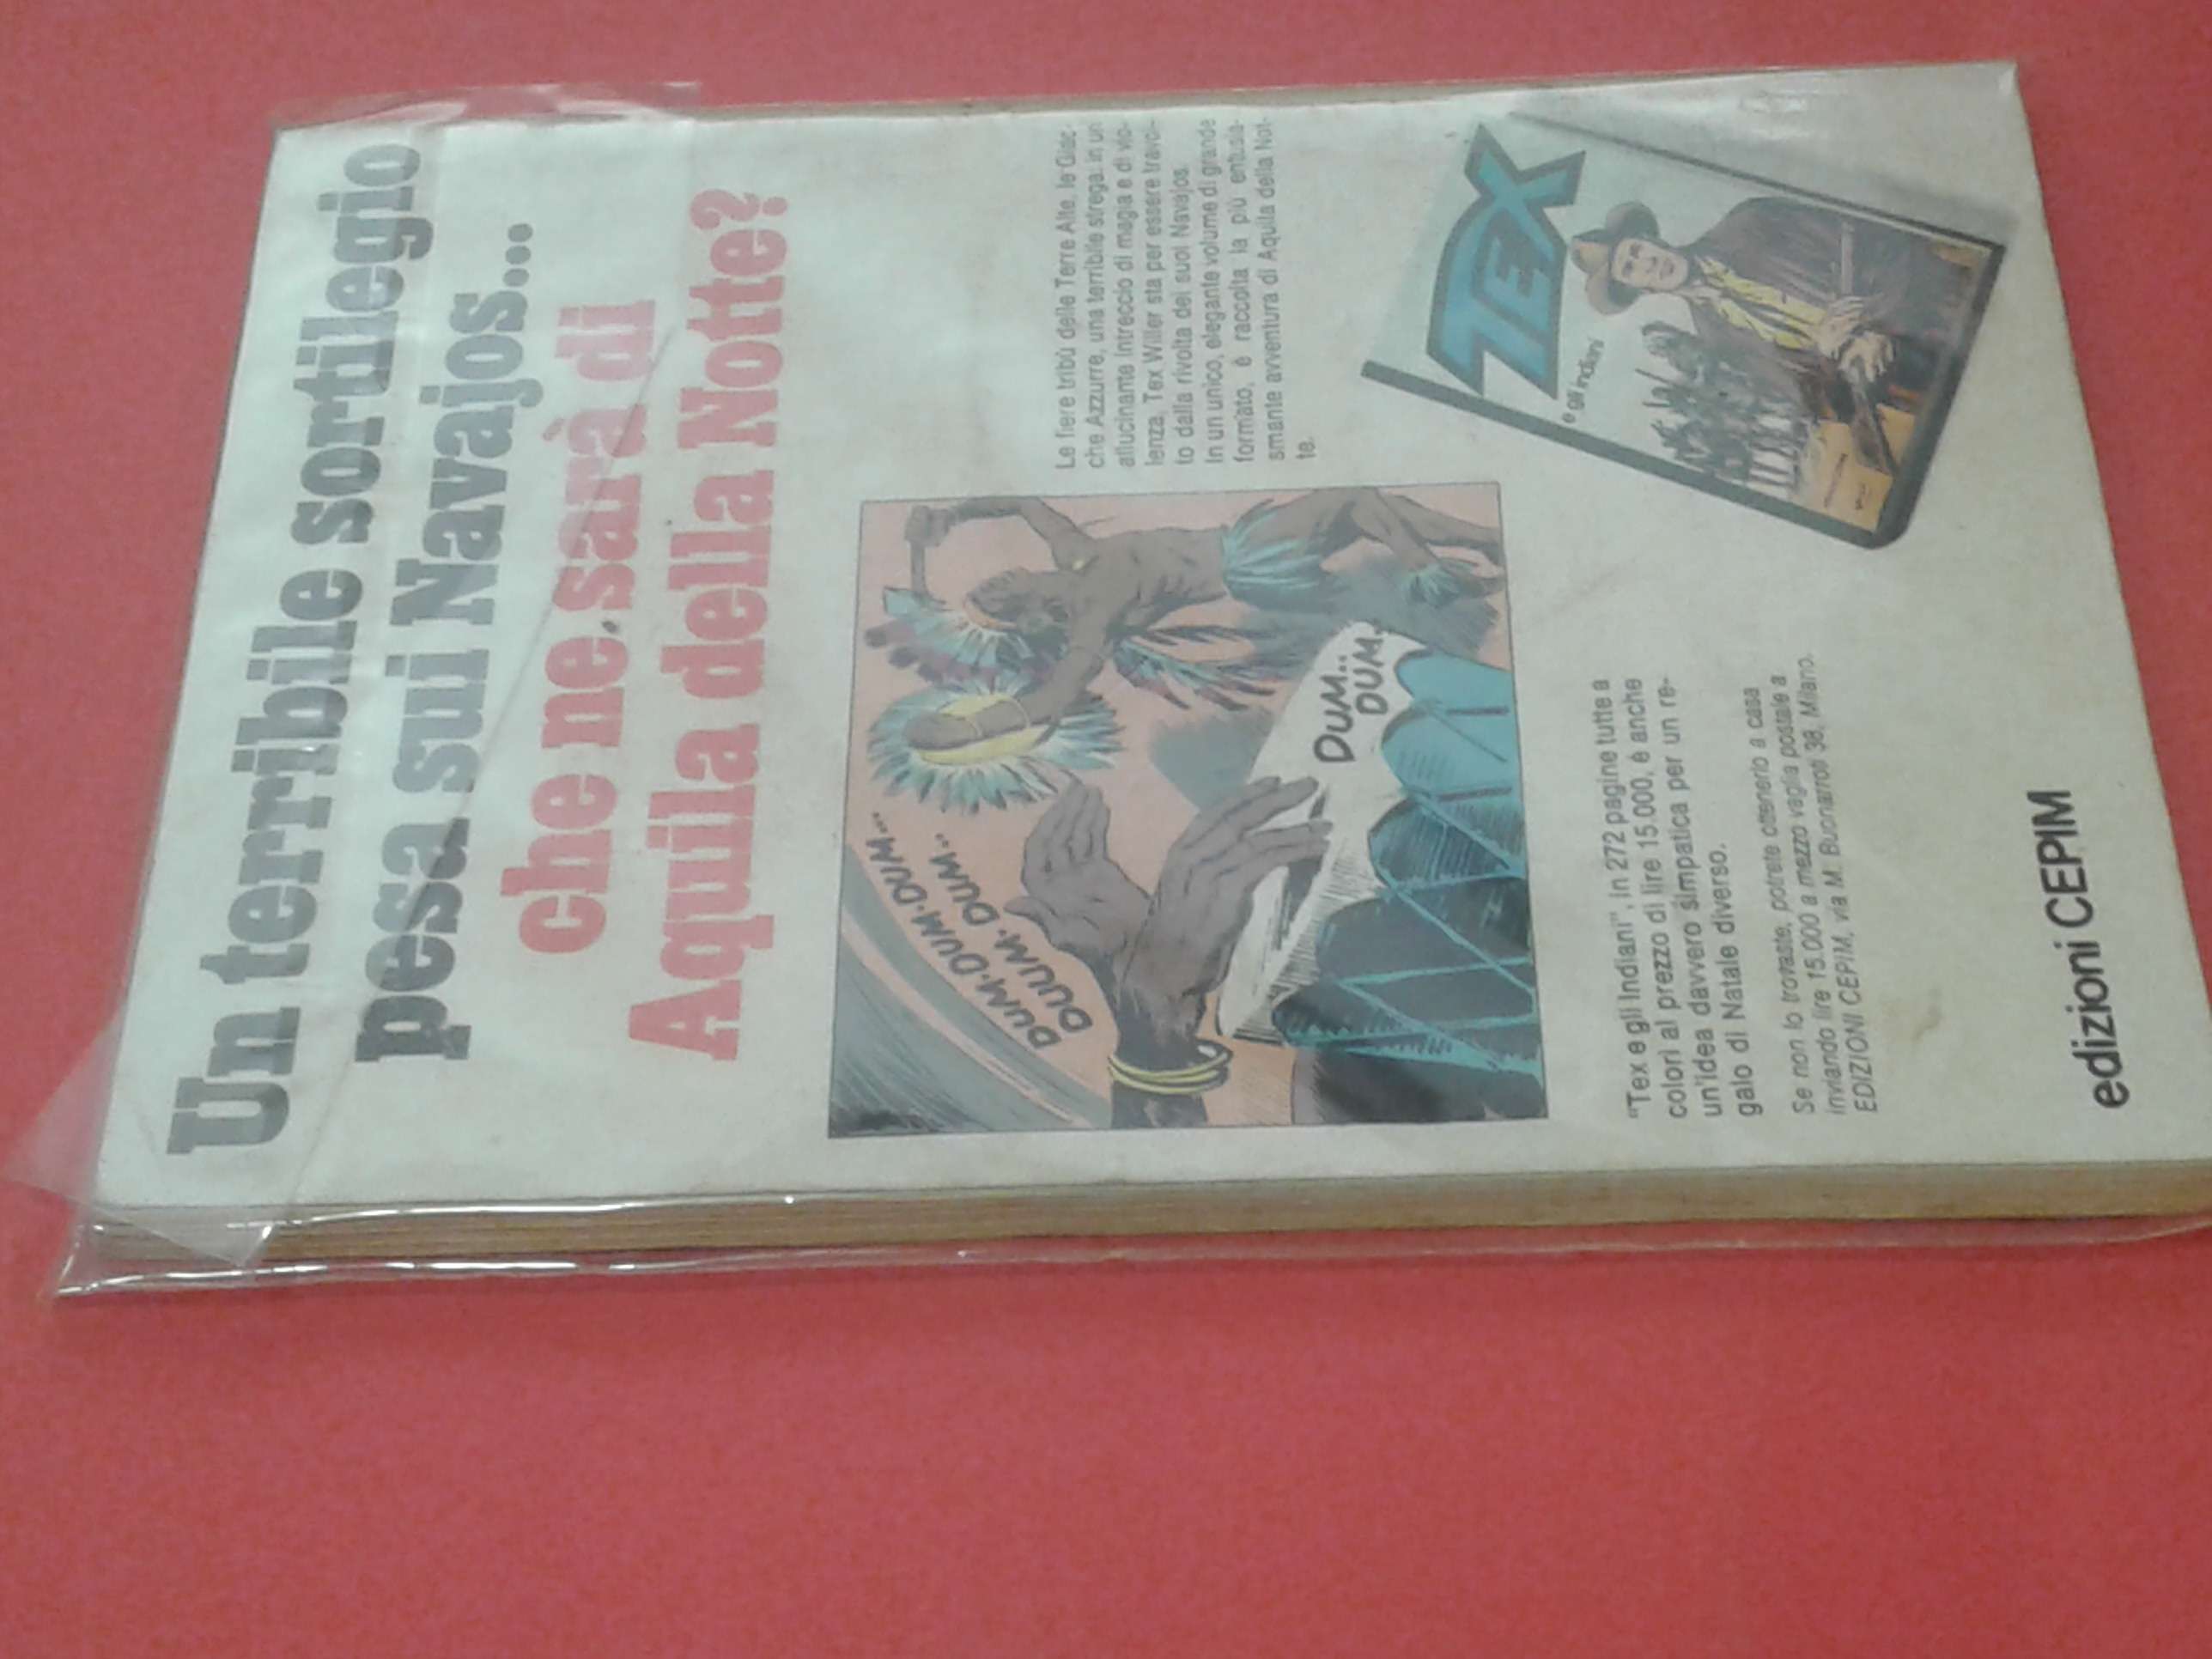 Un terribile sortilegio
pesa sui Navajos...
che ne sarà di
Aquila della Notte?
Le fiere tribù delle Terre Alte, le Giac-
che Azzurre, una terribile strega: in un
allucinante intreccio di magia e di vio-
lenza, Tex Willer sta per essere travol-
to dalla rivolta dei suoi Navajos.
In un unico, elegante volume di grande
formato, è raccolta la più entusia-
smante avventura di Aquila della Not-
te.
DUM·DUM·DUM...
DUUM·DUM..
DUM..
DUM.
TEX
e gli indiani
"Tex e gli Indiani", in 272 pagine tutte a
colori al prezzo di lire 15.000, è anche
un'idea davvero simpatica per un re-
galo di Natale diverso.
Se non lo trovaste, potrete ottenerlo a casa
inviando lire 15.000 a mezzo vaglia postale a
EDIZIONI CEPIM, via M. Buonarroti 38, Milano.
edizioni CEPIM